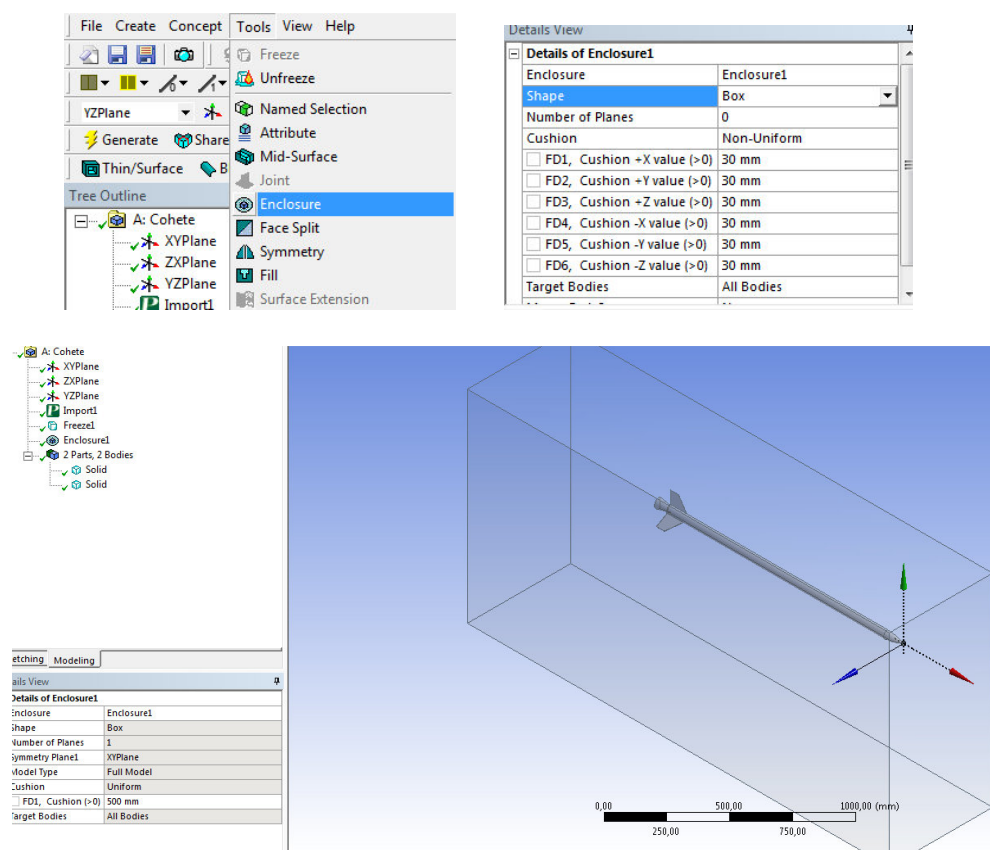 File Create Concept Tools View Help
Freeze
Unfreeze
Named Selection
YZPlane
Attribute
Generate Share
Mid-Surface
Thin/Surface B
Joint
Tree Outline
Enclosure
A: Cohete
Face Split
XYPlane
Symmetry
ZXPlane
Fill
YZPlane
Surface Extension
Import1
Details View
Details of Enclosure1
Enclosure Enclosure1
Shape Box
Number of Planes 0
Cushion Non-Uniform
FD1, Cushion +X value (>0) 30 mm
FD2, Cushion +Y value (>0) 30 mm
FD3, Cushion +Z value (>0) 30 mm
FD4, Cushion -X value (>0) 30 mm
FD5, Cushion -Y value (>0) 30 mm
FD6, Cushion -Z value (>0) 30 mm
Target Bodies All Bodies
A: Cohete
XYPlane
ZXPlane
YZPlane
Import1
Freeze1
Enclosure1
2 Parts, 2 Bodies
Solid
Solid
etching Modeling
ails View
Details of Enclosure1
Enclosure Enclosure1
Shape Box
Number of Planes 1
Symmetry Plane1 XYPlane
Model Type Full Model
Cushion Uniform
FD1, Cushion (>0) 500 mm
Target Bodies All Bodies
0,00 500,00 1000,00 (mm)
250,00 750,00